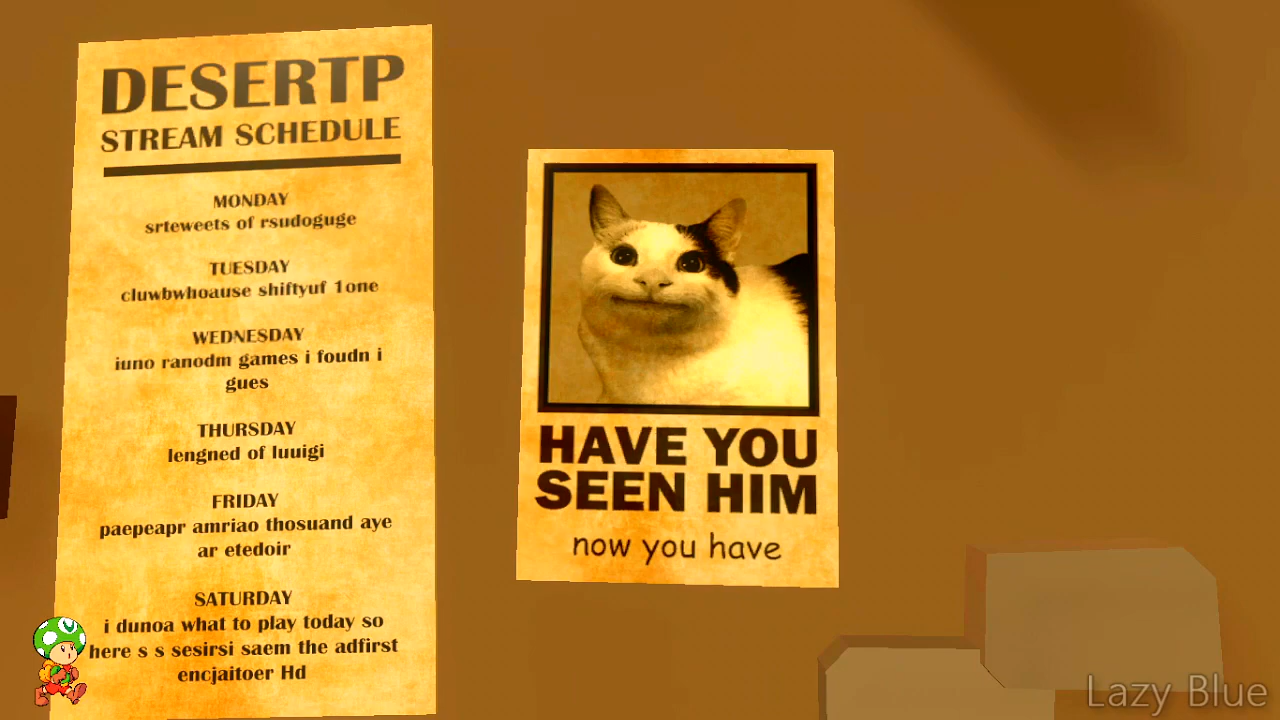 DESERTP
STREAM SCHEDULE
MONDAY
srteweets of rsudoguge
TUESDAY
cluwbwhoause shiftyuf 1one
WEDNESDAY
iuno ranodm games i foudn i
gues
THURSDAY
lengned of luuigi
FRIDAY
paepeapr amriao thosuand aye
ar etedoir
SATURDAY
i dunoa what to play today so
here s s sesirsi saem the adfirst
encjaitoer Hd
HAVE YOU
SEEN HIM
now you have
Lazy Blue